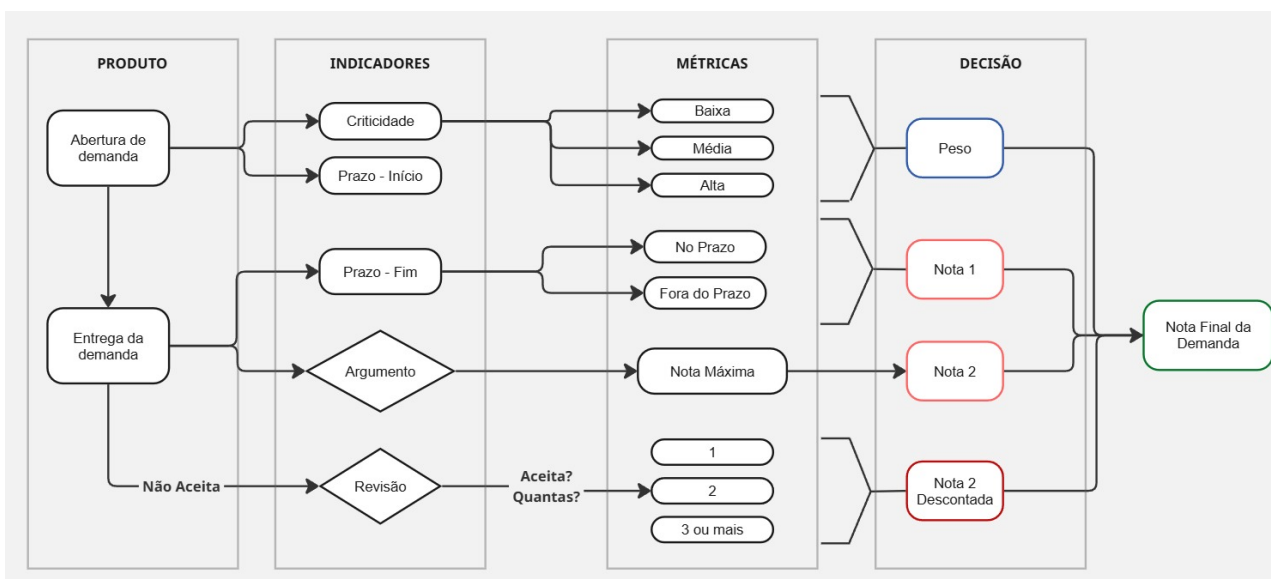 PRODUTO
INDICADORES
MÉTRICAS
DECISÃO
Abertura de
demanda
Criticidade
Prazo - Início
Baixa
Média
Alta
Peso
Prazo - Fim
No Prazo
Fora do Prazo
Nota 1
Entrega da
demanda
Argumento
Nota Máxima
Nota 2
Nota Final da
Demanda
Não Aceita
Revisão
Aceita?
Quantas?
1
2
3 ou mais
Nota 2
Descontada